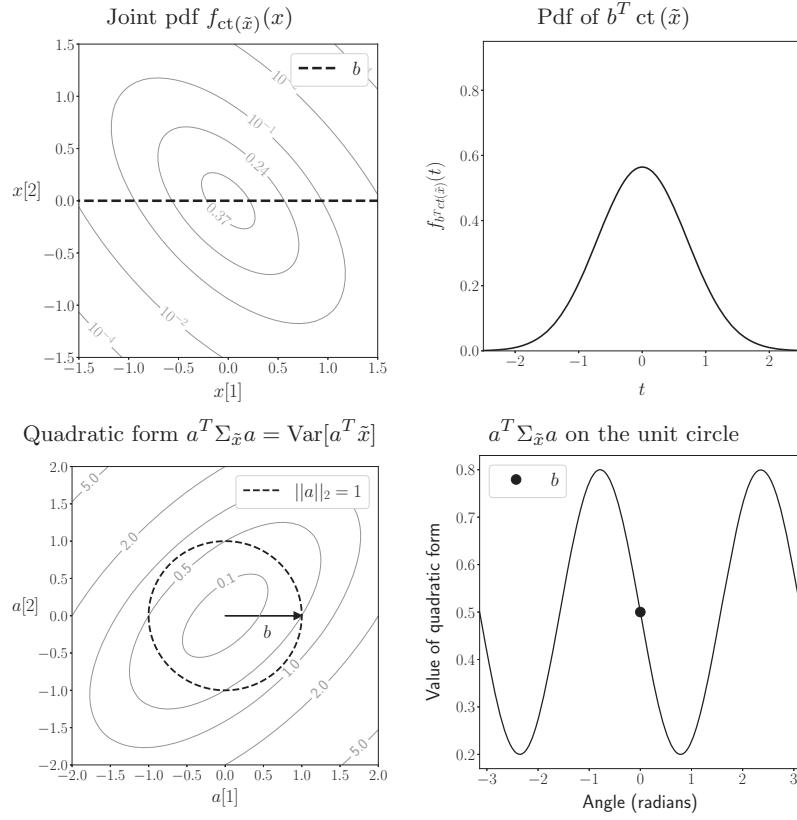 Joint pdf f_ct(x̃)(x)
Pdf of b^T ct (x̃)
b
10⁻⁴
10⁻¹
0.24
0.37
10⁻²
10⁻⁴
1.5
1.0
0.5
0.0
−0.5
−1.0
−1.5
x[2]
−1.5 −1.0 −0.5 0.0 0.5 1.0 1.5
x[1]
0.8
0.6
0.4
0.2
0.0
f_b^T ct(x̃)(t)
−2 −1 0 1 2
t
Quadratic form a^T Σ_x̃ a = Var[a^T x̃]
a^T Σ_x̃ a on the unit circle
||a||₂ = 1
5.0
2.0
0.5
0.1
b
1.0
2.0
5.0
2.0
1.5
1.0
0.5
0.0
−0.5
−1.0
−1.5
−2.0
a[2]
−2.0 −1.5 −1.0 −0.5 0.0 0.5 1.0 1.5 2.0
a[1]
b
0.8
0.7
0.6
0.5
0.4
0.3
0.2
Value of quadratic form
−3 −2 −1 0 1 2 3
Angle (radians)